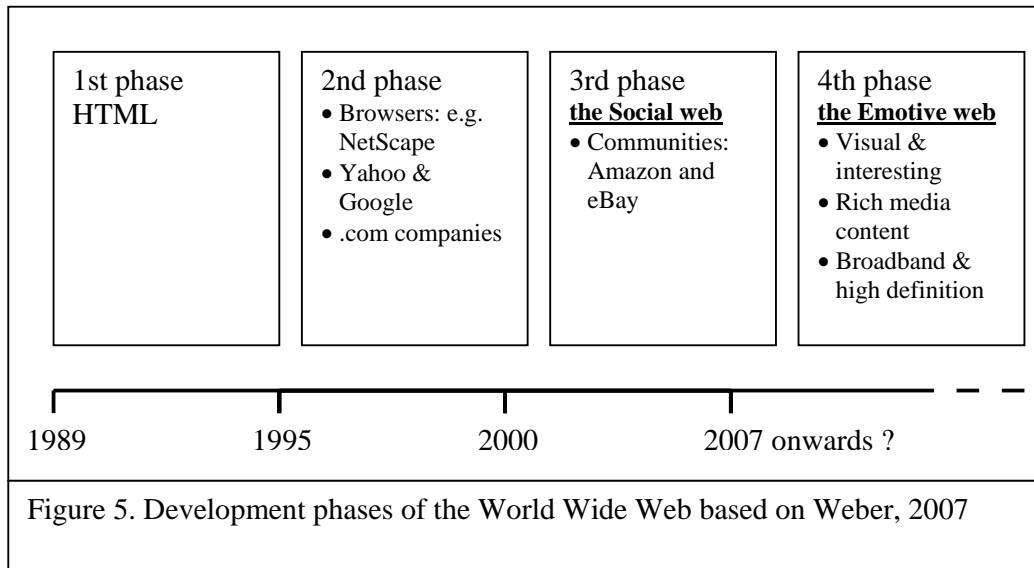 1st phase
HTML
2nd phase
• Browsers: e.g.
NetScape
• Yahoo &
Google
• .com companies
3rd phase
the Social web
• Communities:
Amazon and
eBay
4th phase
the Emotive web
• Visual &
interesting
• Rich media
content
• Broadband &
high definition
1989
1995
2000
2007 onwards ?
Figure 5. Development phases of the World Wide Web based on Weber, 2007